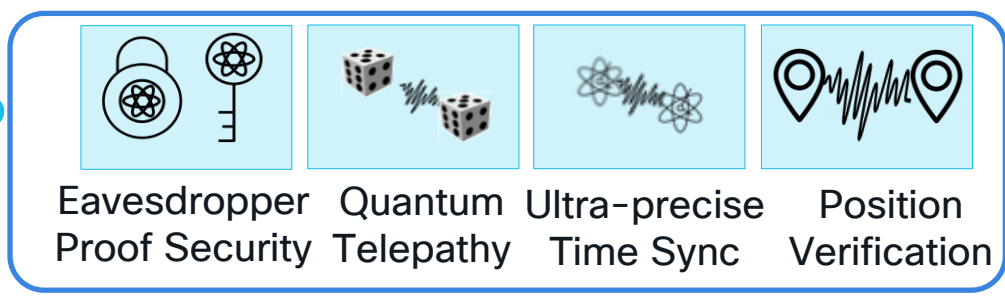 Eavesdropper
Proof Security
Quantum
Telepathy
Ultra-precise
Time Sync
Position
Verification